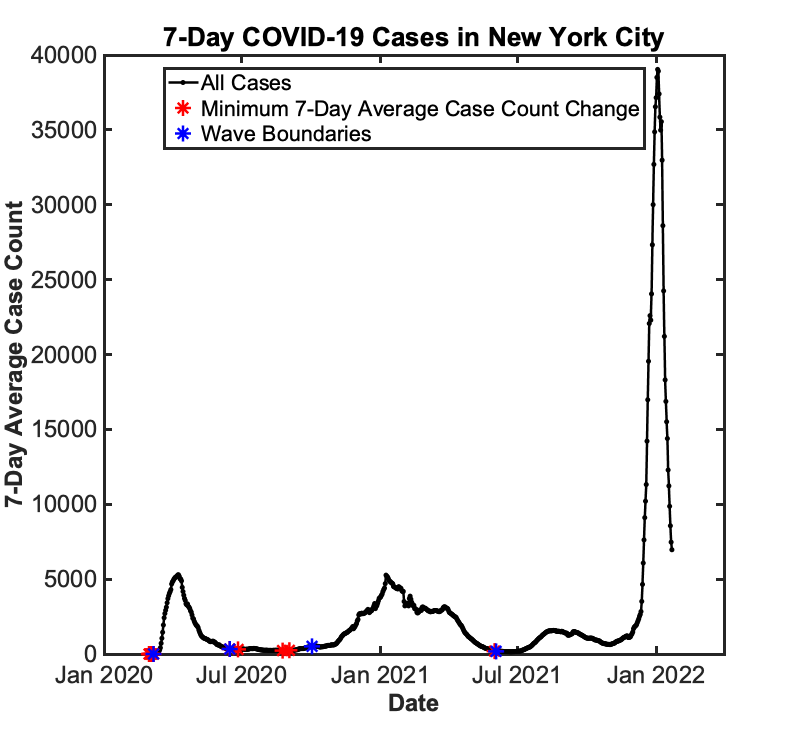 7-Day COVID-19 Cases in New York City
All Cases
Minimum 7-Day Average Case Count Change
Wave Boundaries
7-Day Average Case Count
40000
35000
30000
25000
20000
15000
10000
5000
0
Jan 2020 Jul 2020 Jan 2021 Jul 2021 Jan 2022
Date